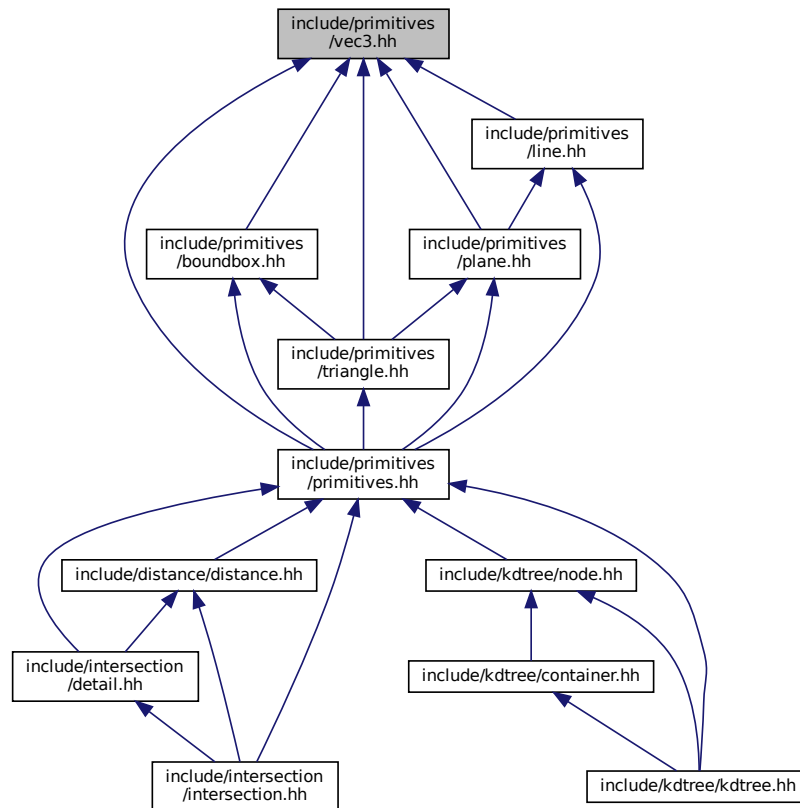 include/primitives
/vec3.hh
include/primitives
/line.hh
include/primitives
/boundbox.hh
include/primitives
/plane.hh
include/primitives
/triangle.hh
include/primitives
/primitives.hh
include/distance/distance.hh
include/kdtree/node.hh
include/intersection
/detail.hh
include/kdtree/container.hh
include/intersection
/intersection.hh
include/kdtree/kdtree.hh